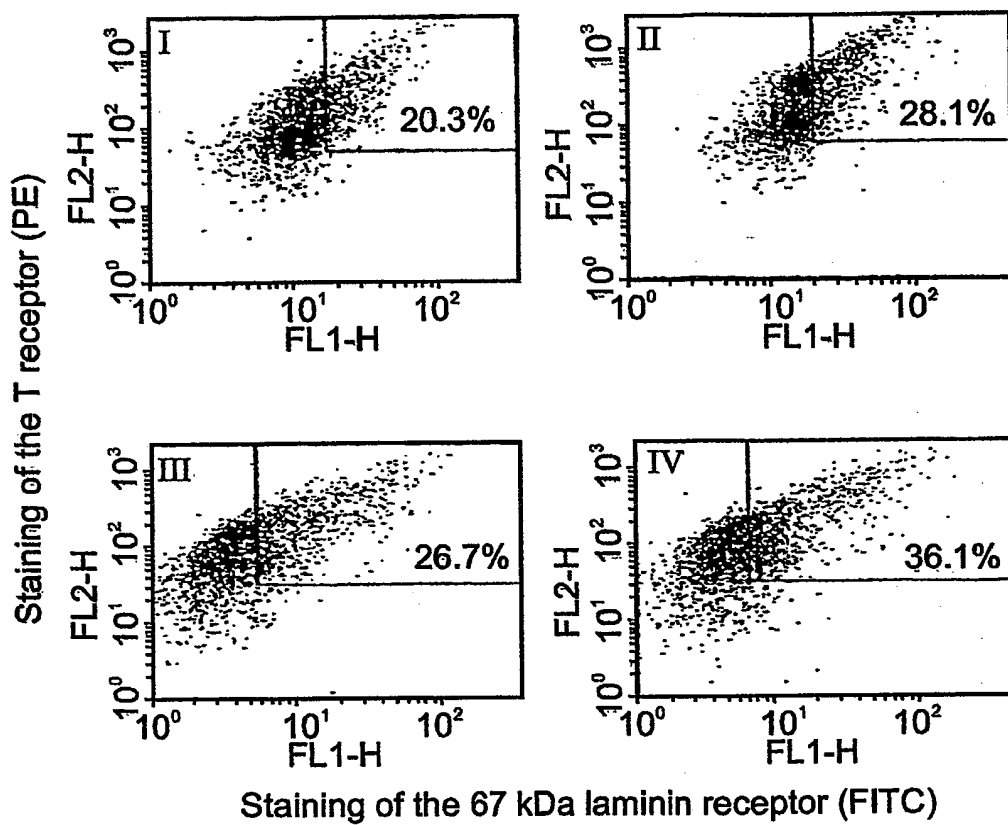 Staining of the T receptor (PE)
I
FL2-H
10³
10²
10¹
10⁰
20.3%
10⁰ 10¹ 10²
FL1-H
II
FL2-H
10³
10²
10¹
10⁰
28.1%
10⁰ 10¹ 10²
FL1-H
III
FL2-H
10³
10²
10¹
10⁰
26.7%
10⁰ 10¹ 10²
FL1-H
IV
FL2-H
10³
10²
10¹
10⁰
36.1%
10⁰ 10¹ 10²
FL1-H
Staining of the 67 kDa laminin receptor (FITC)